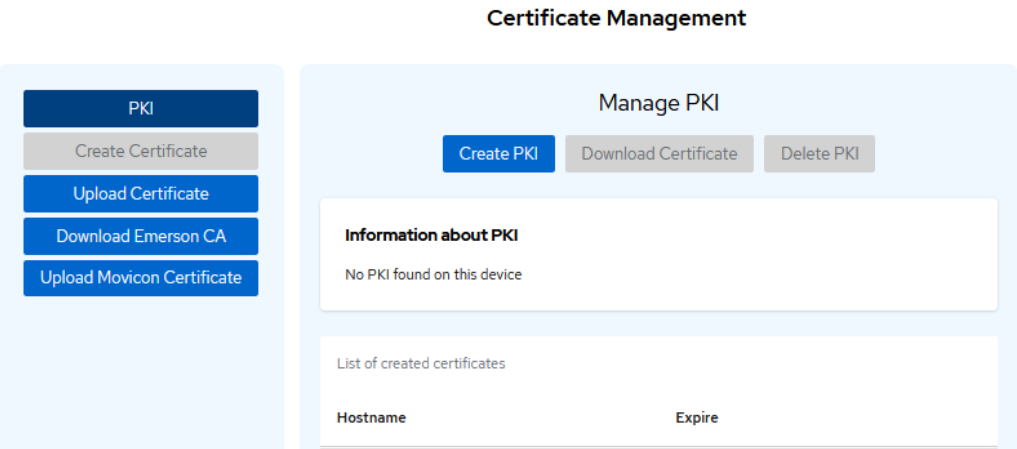 Certificate Management
PKI
Create Certificate
Upload Certificate
Download Emerson CA
Upload Movicon Certificate
Manage PKI
Create PKI Download Certificate Delete PKI
Information about PKI
No PKI found on this device
List of created certificates
Hostname Expire